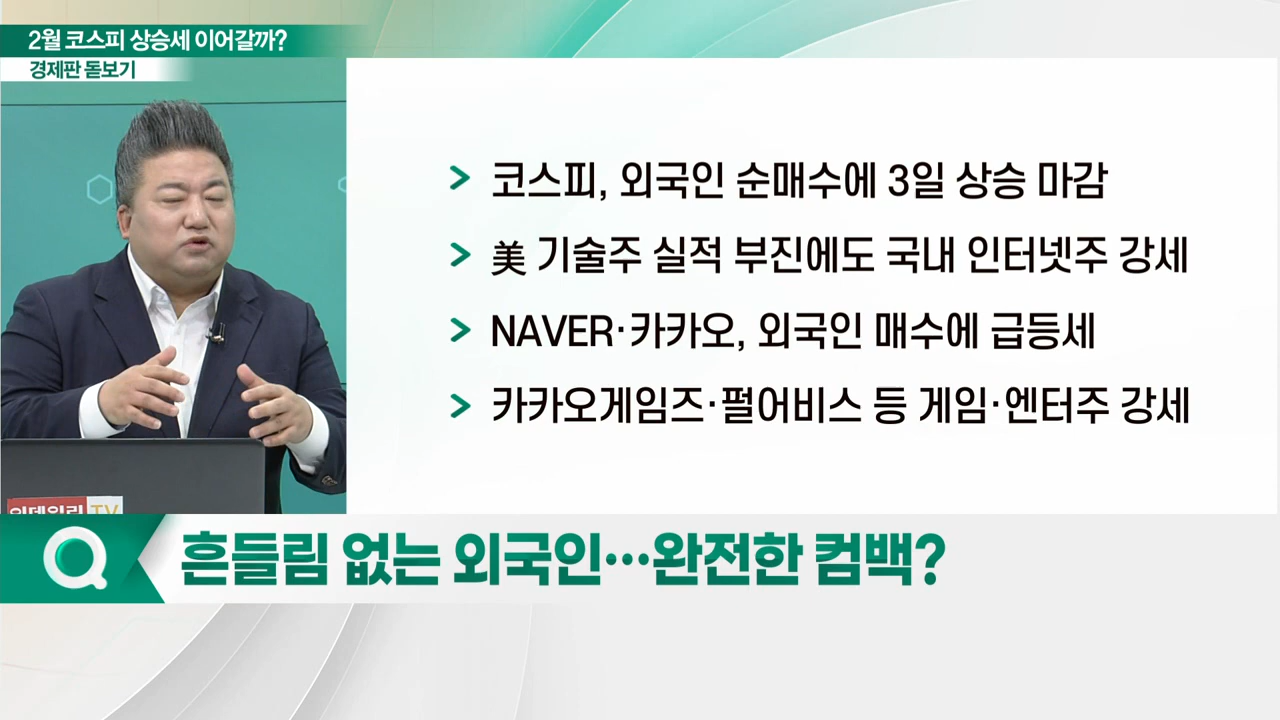 2월 코스피 상승세 이어갈까?
경제판 돋보기
> 코스피, 외국인 순매수에 3일 상승 마감
> 美 기술주 실적 부진에도 국내 인터넷주 강세
> NAVER·카카오, 외국인 매수에 급등세
> 카카오게임즈·펄어비스 등 게임·엔터주 강세
이데일리 TV
흔들림 없는 외국인…완전한 컴백?